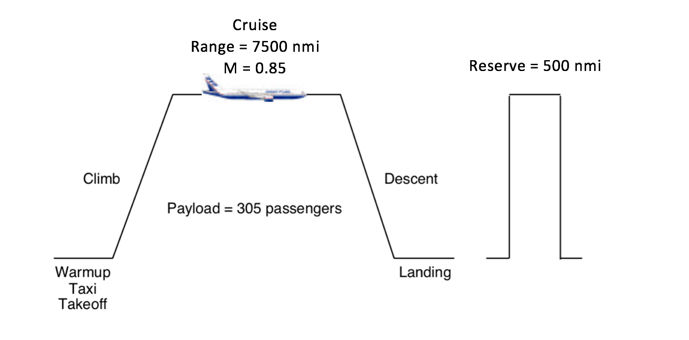 Cruise
Range = 7500 nmi
M = 0.85
Reserve = 500 nmi
Climb
Descent
Payload = 305 passengers
Warmup
Taxi
Takeoff
Landing